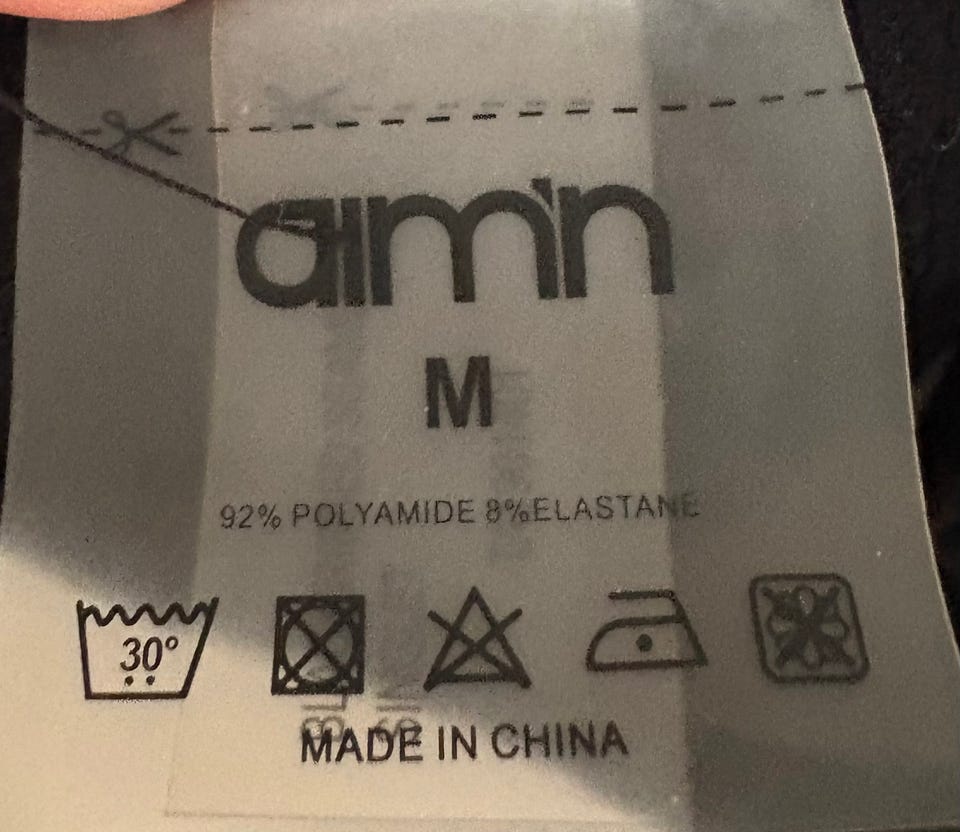 aim'n
M
92% POLYAMIDE 8%ELASTANE
30°
MADE IN CHINA